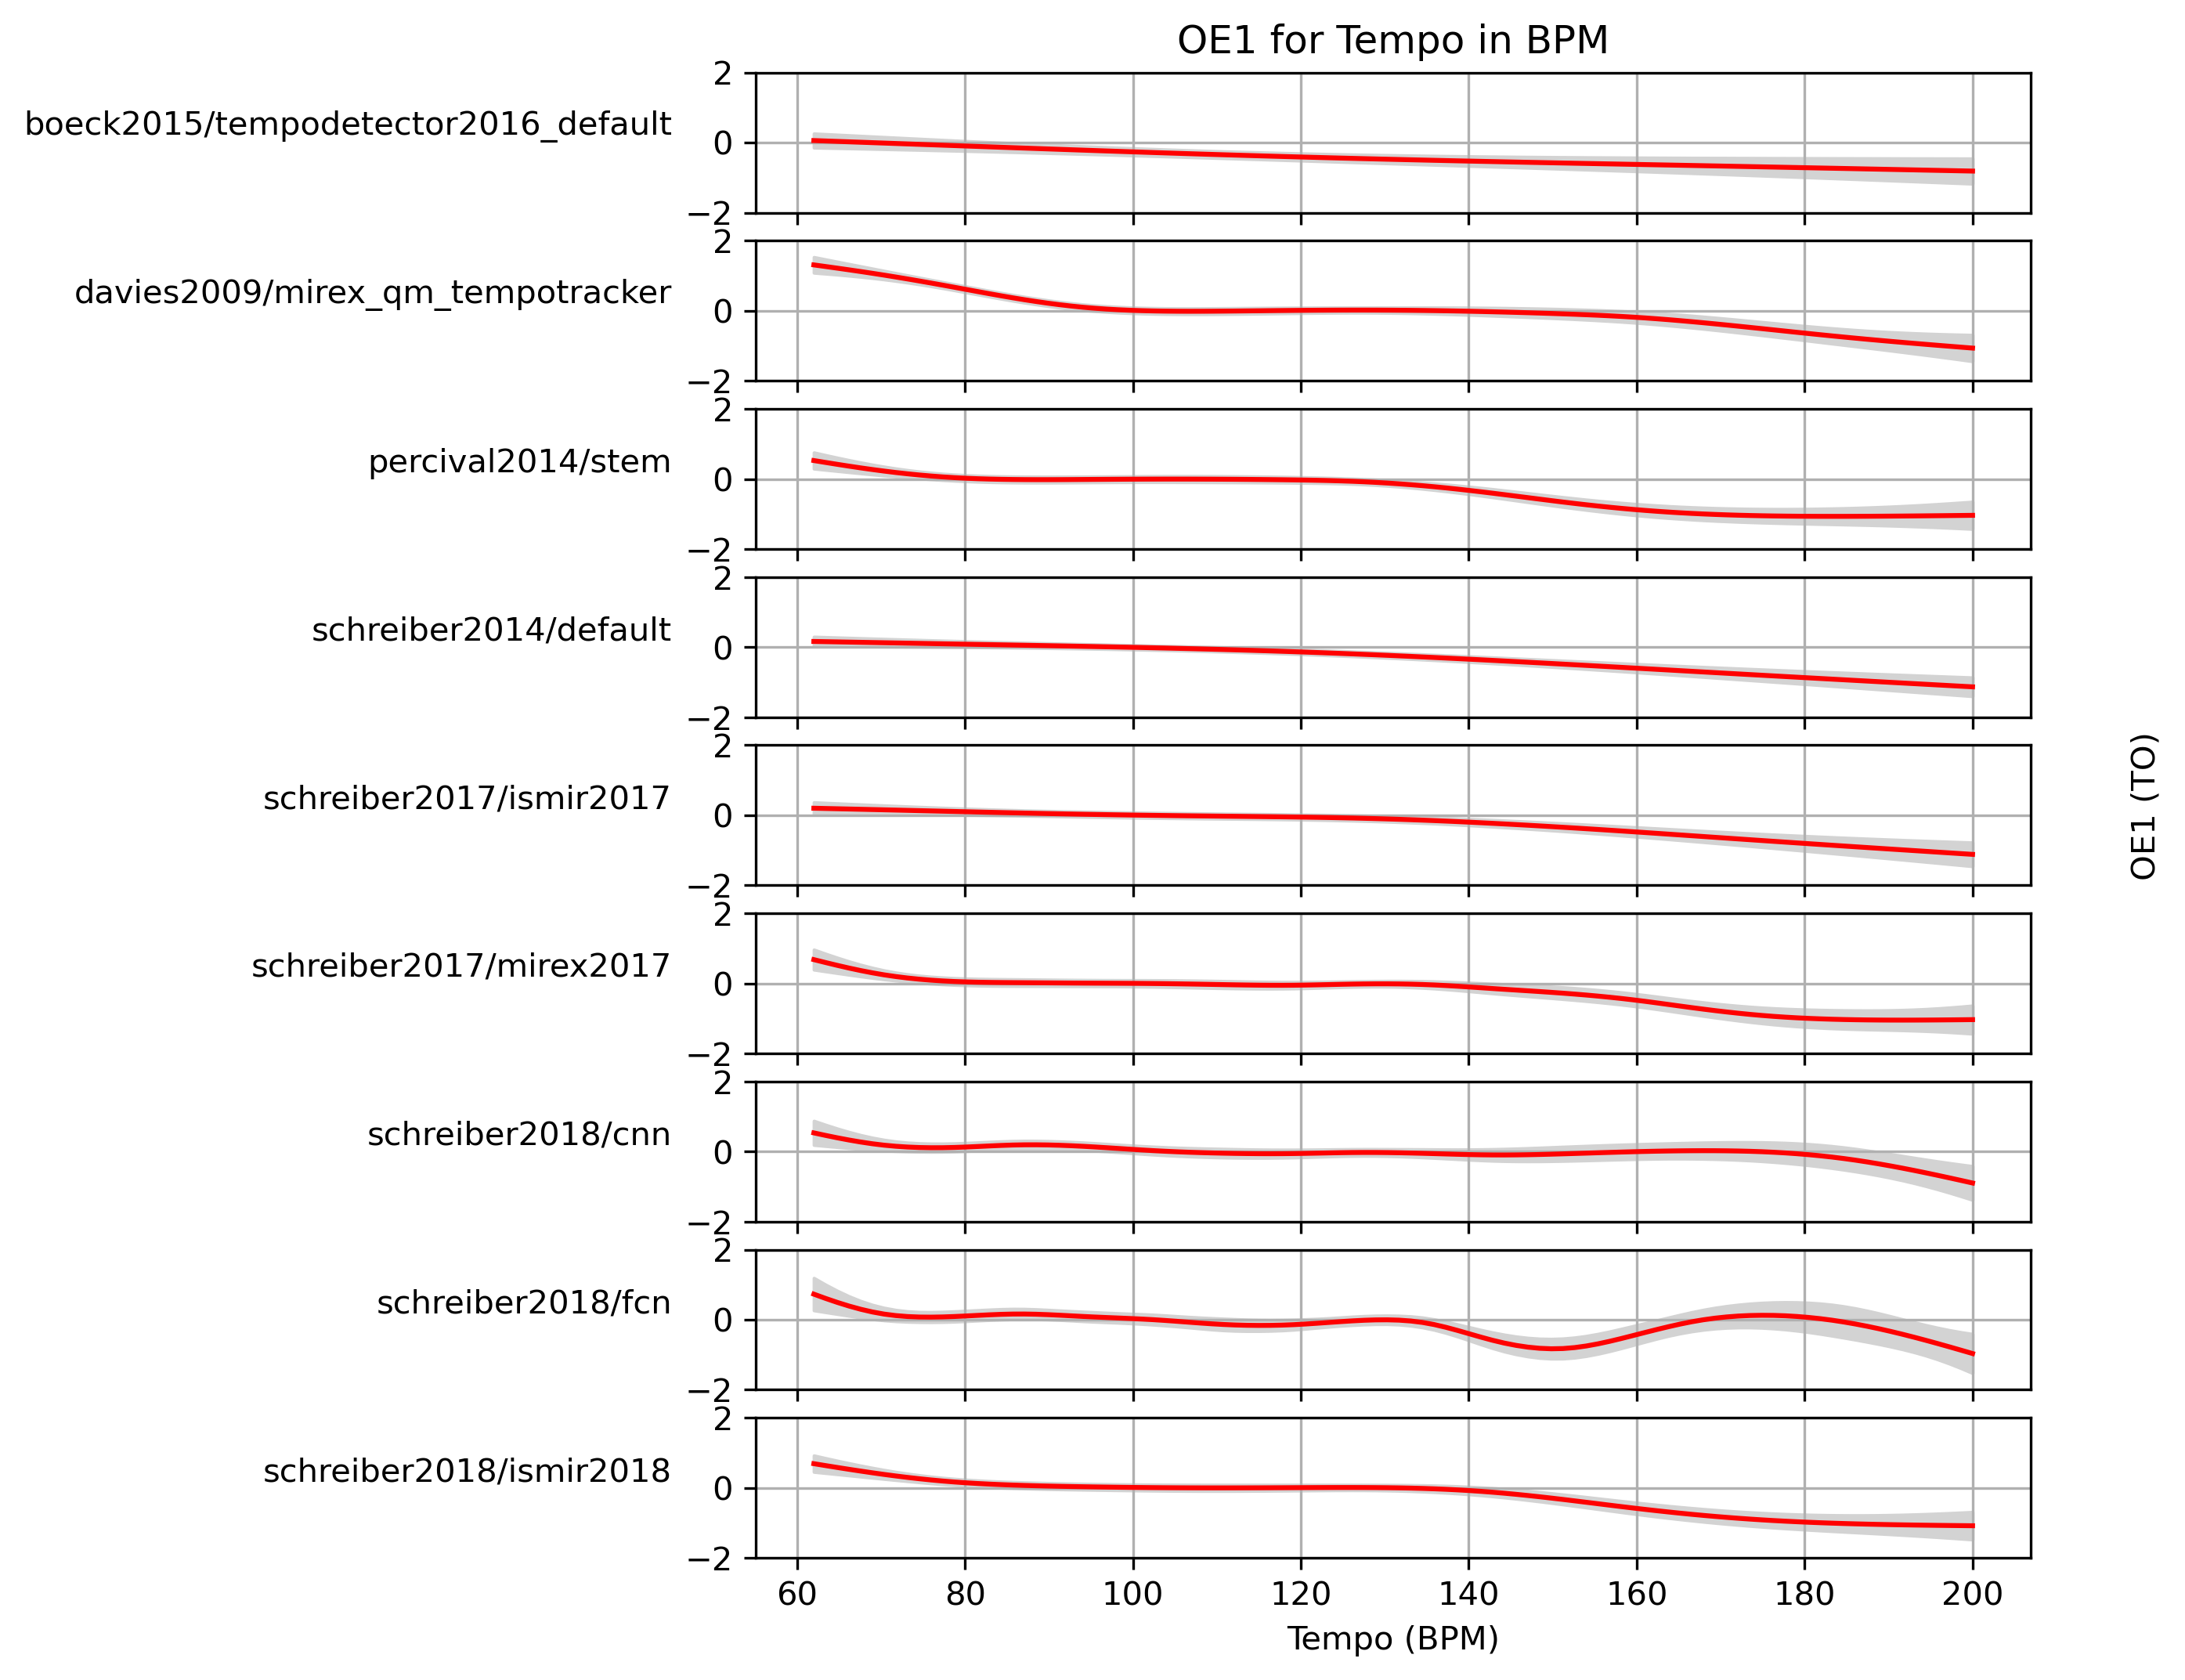 OE1 for Tempo in BPM
boeck2015/tempodetector2016_default
2
0
−2
davies2009/mirex_qm_tempotracker
2
0
−2
percival2014/stem
2
0
−2
schreiber2014/default
2
0
−2
schreiber2017/ismir2017
2
0
−2
schreiber2017/mirex2017
2
0
−2
schreiber2018/cnn
2
0
−2
schreiber2018/fcn
2
0
−2
schreiber2018/ismir2018
2
0
−2
60 80 100 120 140 160 180 200
Tempo (BPM)
OE1 (TO)